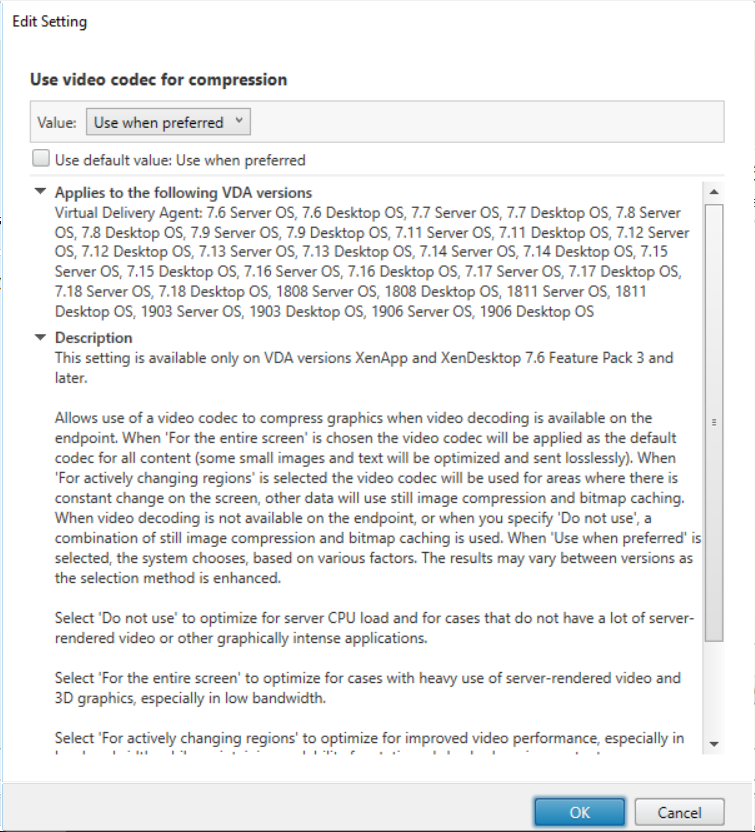 Edit Setting
Use video codec for compression
Value: Use when preferred
Use default value: Use when preferred
Applies to the following VDA versions
Virtual Delivery Agent: 7.6 Server OS, 7.6 Desktop OS, 7.7 Server OS, 7.7 Desktop OS, 7.8 Server
OS, 7.8 Desktop OS, 7.9 Server OS, 7.9 Desktop OS, 7.11 Server OS, 7.11 Desktop OS, 7.12 Server
OS, 7.12 Desktop OS, 7.13 Server OS, 7.13 Desktop OS, 7.14 Server OS, 7.14 Desktop OS, 7.15
Server OS, 7.15 Desktop OS, 7.16 Server OS, 7.16 Desktop OS, 7.17 Server OS, 7.17 Desktop OS,
7.18 Server OS, 7.18 Desktop OS, 1808 Server OS, 1808 Desktop OS, 1811 Server OS, 1811
Desktop OS, 1903 Server OS, 1903 Desktop OS, 1906 Server OS, 1906 Desktop OS
Description
This setting is available only on VDA versions XenApp and XenDesktop 7.6 Feature Pack 3 and
later.
Allows use of a video codec to compress graphics when video decoding is available on the
endpoint. When 'For the entire screen' is chosen the video codec will be applied as the default
codec for all content (some small images and text will be optimized and sent losslessly). When
'For actively changing regions' is selected the video codec will be used for areas where there is
constant change on the screen, other data will use still image compression and bitmap caching.
When video decoding is not available on the endpoint, or when you specify 'Do not use', a
combination of still image compression and bitmap caching is used. When 'Use when preferred' is
selected, the system chooses, based on various factors. The results may vary between versions as
the selection method is enhanced.
Select 'Do not use' to optimize for server CPU load and for cases that do not have a lot of server-
rendered video or other graphically intense applications.
Select 'For the entire screen' to optimize for cases with heavy use of server-rendered video and
3D graphics, especially in low bandwidth.
Select 'For actively changing regions' to optimize for improved video performance, especially in
OK Cancel